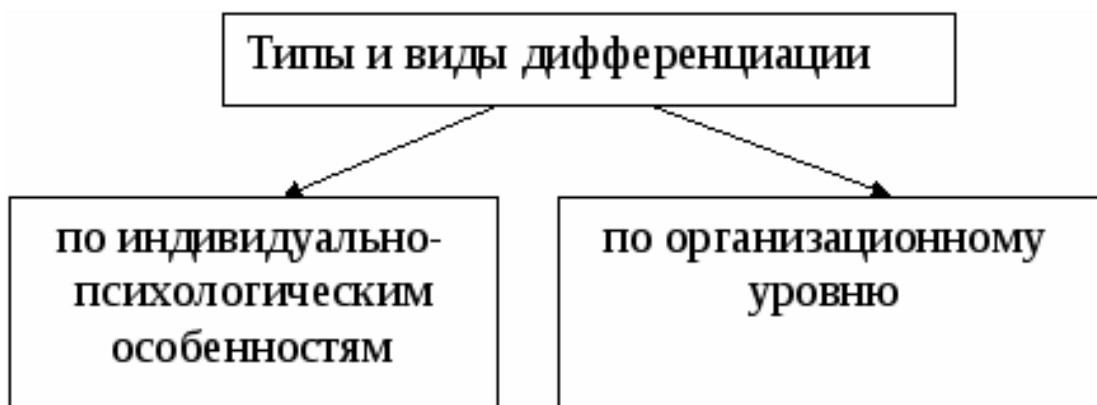 Типы и виды дифференциации
по индивидуально-
психологическим
особенностям
по организационному
уровню